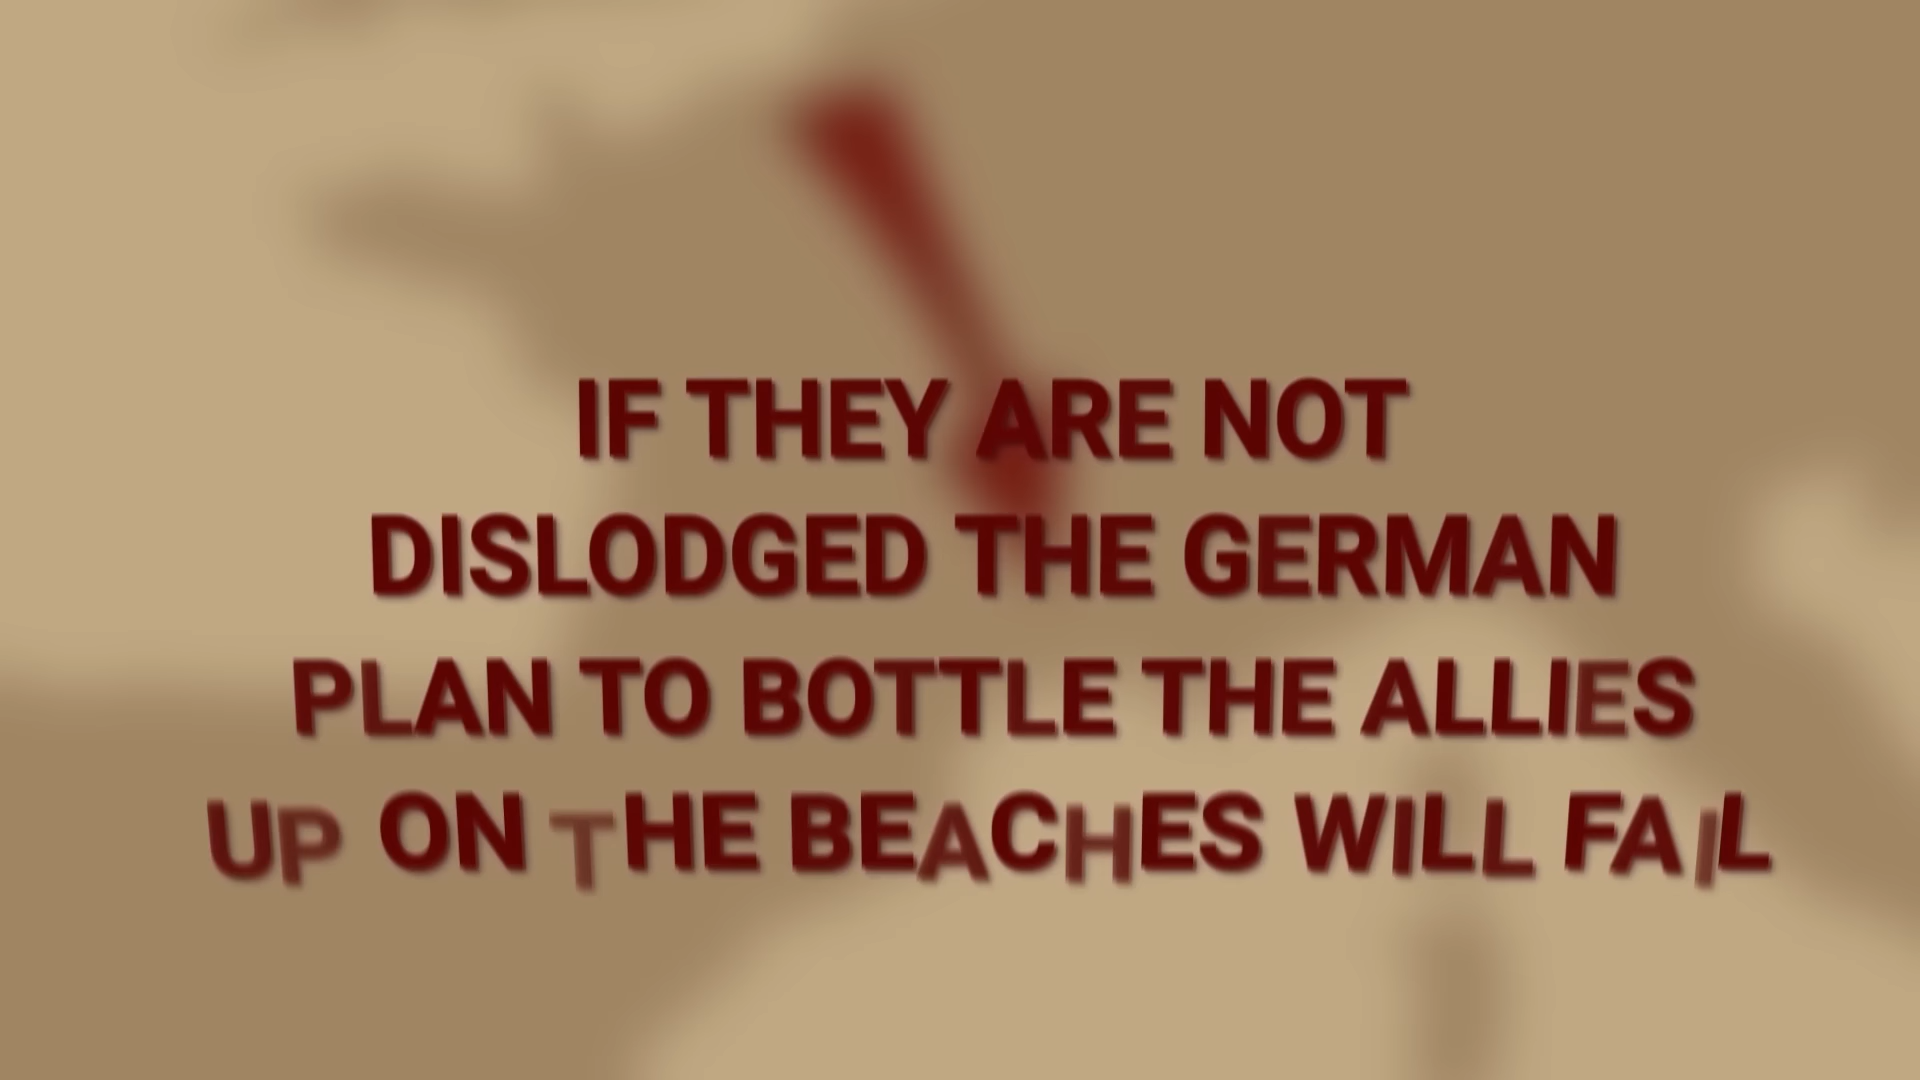 IF THEY ARE NOT
DISLODGED THE GERMAN
PLAN TO BOTTLE THE ALLIES
UP ON THE BEACHES WILL FAIL